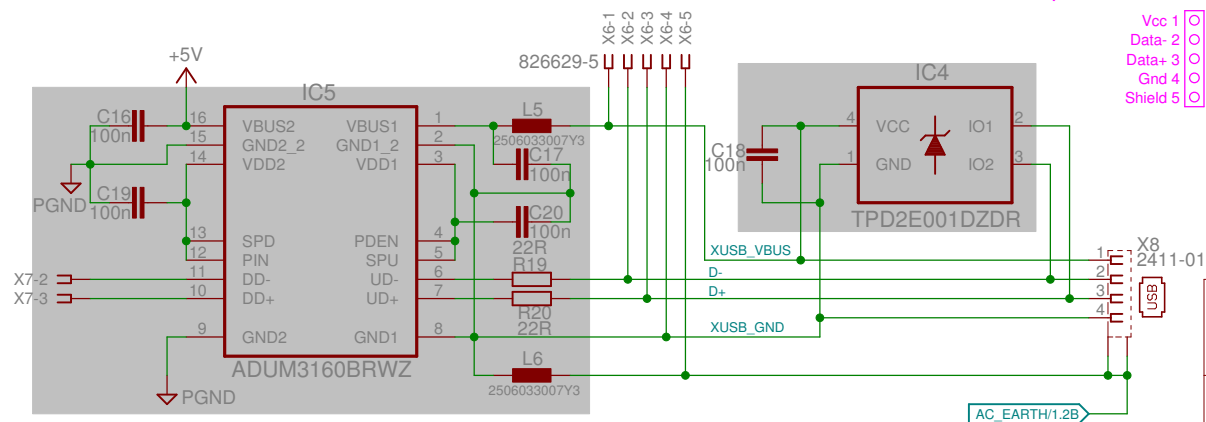 X6-1
X6-2
X6-3
X6-4
X6-5
826629-5
Vcc 1
Data- 2
Data+ 3
Gnd 4
Shield 5
+5V
IC5
C16
100n
C19
100n
PGND
16 VBUS2
15 GND2_2
14 VDD2
13 SPD
12 PIN
11 DD-
10 DD+
9 GND2
VBUS1 1
GND1_2 2
VDD1 3
PDEN 4
SPU 5
UD- 6
UD+ 7
GND1 8
ADUM3160BRWZ
X7-2
X7-3
PGND
L5
2506033007Y3
C17
100n
C20
100n
22R
R19
R20
22R
L6
2506033007Y3
IC4
C18
100n
4 VCC
1 GND
IO1 2
IO2 3
TPD2E001DZDR
XUSB_VBUS
D-
D+
XUSB_GND
X8
2411-01
1
2
3
4
USB
AC_EARTH/1.2B